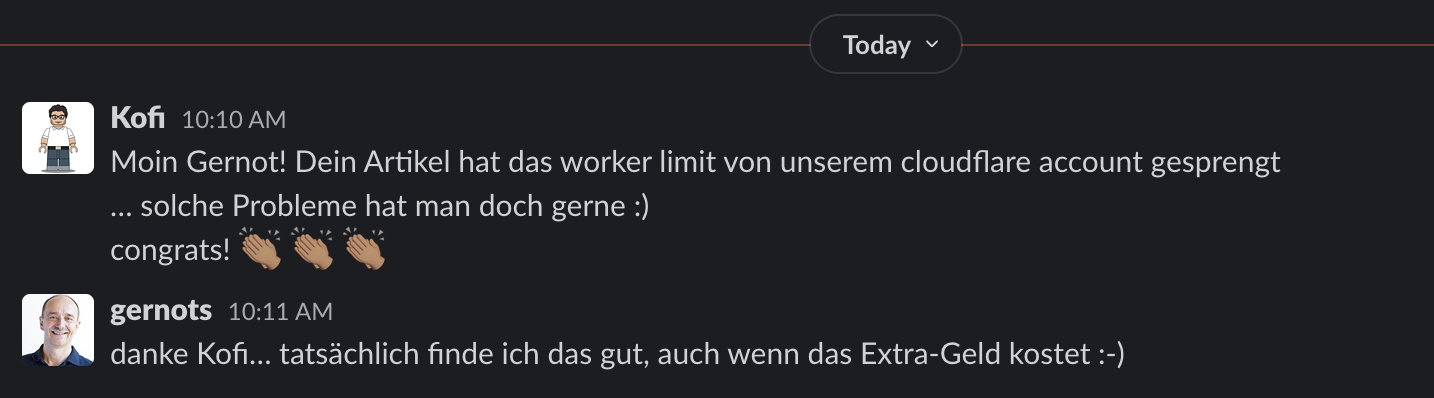 Today
Kofi 10:10 AM
Moin Gernot! Dein Artikel hat das worker limit von unserem cloudflare account gesprengt
... solche Probleme hat man doch gerne :)
congrats! 👏🏽 👏🏽 👏🏽
gernots 10:11 AM
danke Kofi... tatsächlich finde ich das gut, auch wenn das Extra-Geld kostet :-)